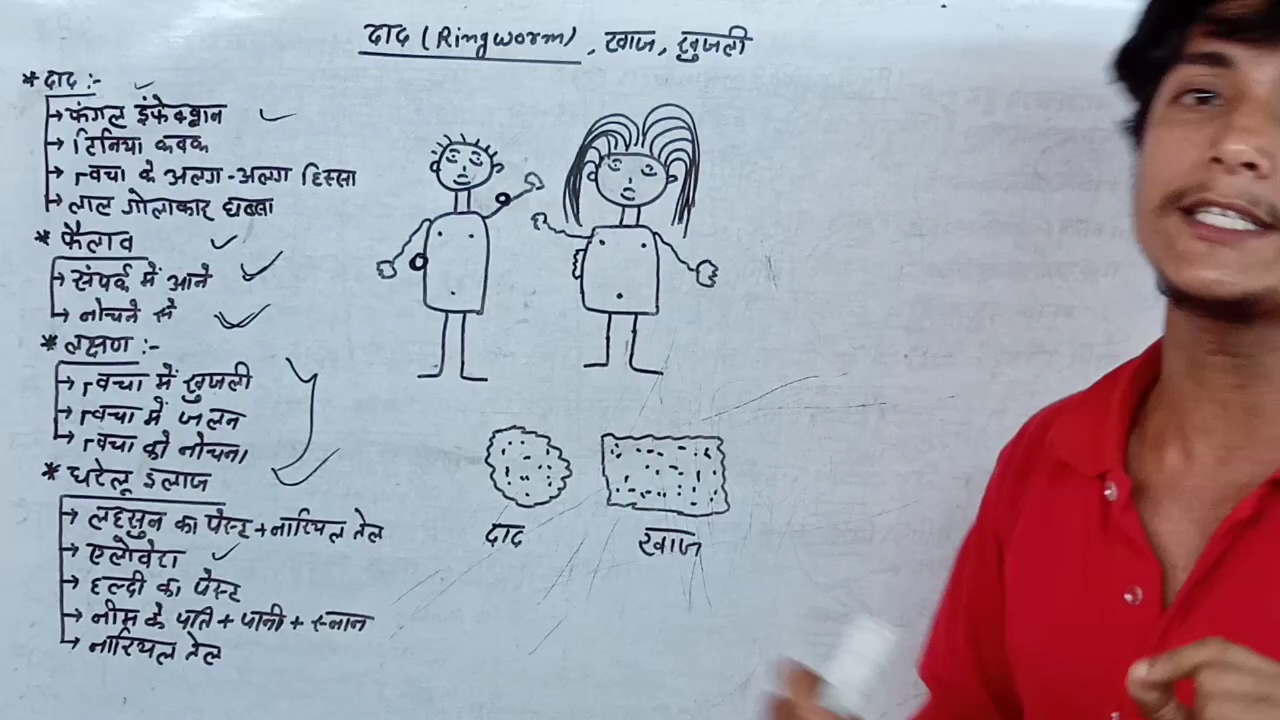 दाद (Ringworm), खाज, खुजली
* दाद :-
→ फंगल इंफेक्शन
→ टिनिया कवक
→ त्वचा के अलग-अलग हिस्सा
→ लाल गोलाकार धब्बा
* फैलाव
→ संपर्क में आने
→ नोचने से
* लक्षण :-
→ त्वचा में खुजली
→ त्वचा में जलन
→ त्वचा को नोचना
* घरेलू इलाज
→ लहसुन का पेस्ट + नारियल तेल
→ एलोवेरा
→ हल्दी का पेस्ट
→ नीम के पत्ते + पानी + स्नान
→ नारियल तेल
दाद
खाज